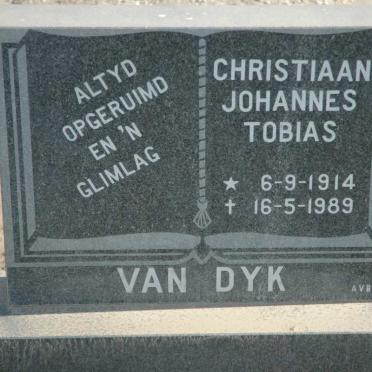 ALTYD
OPGERUIMD
EN 'N
GLIMLAG
CHRISTIAAN
JOHANNES
TOBIAS
★ 6-9-1914
✝ 16-5-1989
VAN DYK